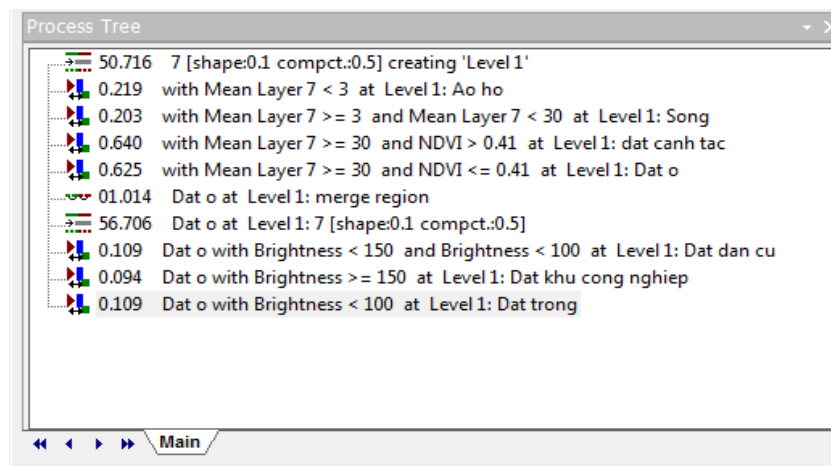 Process Tree
50.716 7 [shape:0.1 compct.:0.5] creating 'Level 1'
0.219 with Mean Layer 7 < 3 at Level 1: Ao ho
0.203 with Mean Layer 7 >= 3 and Mean Layer 7 < 30 at Level 1: Song
0.640 with Mean Layer 7 >= 30 and NDVI > 0.41 at Level 1: dat canh tac
0.625 with Mean Layer 7 >= 30 and NDVI <= 0.41 at Level 1: Dat o
01.014 Dat o at Level 1: merge region
56.706 Dat o at Level 1: 7 [shape:0.1 compct.:0.5]
0.109 Dat o with Brightness < 150 and Brightness < 100 at Level 1: Dat dan cu
0.094 Dat o with Brightness >= 150 at Level 1: Dat khu cong nghiep
0.109 Dat o with Brightness < 100 at Level 1: Dat trong
Main